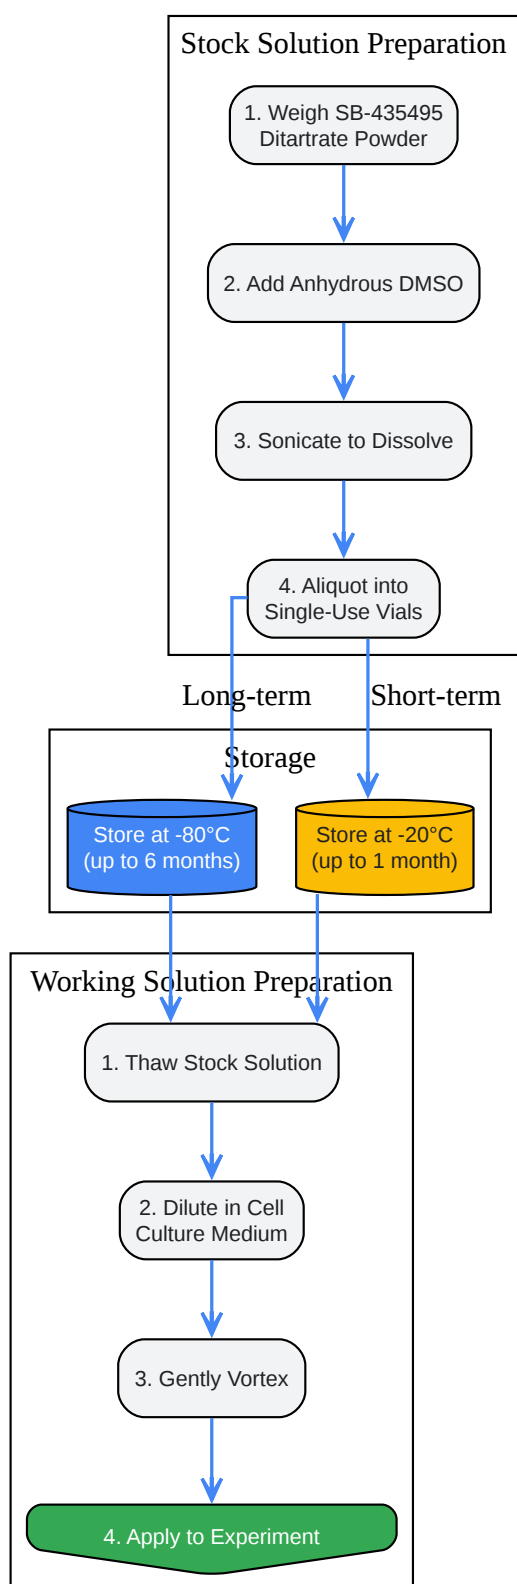 Stock Solution Preparation
1. Weigh SB-435495
Ditartrate Powder
2. Add Anhydrous DMSO
3. Sonicate to Dissolve
4. Aliquot into
Single-Use Vials
Long-term
Short-term
Storage
Store at -80°C
(up to 6 months)
Store at -20°C
(up to 1 month)
Working Solution Preparation
1. Thaw Stock Solution
2. Dilute in Cell
Culture Medium
3. Gently Vortex
4. Apply to Experiment